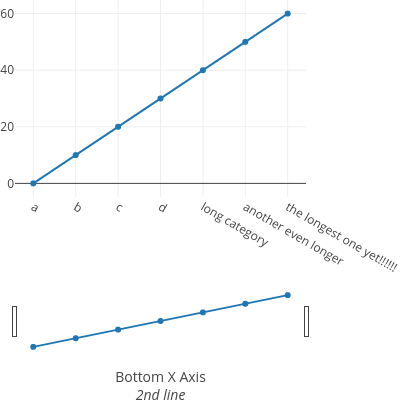 60
40
20
0
a
b
c
d
long category
another even longer
the longest one yet!!!!!!
Bottom X Axis
2nd line